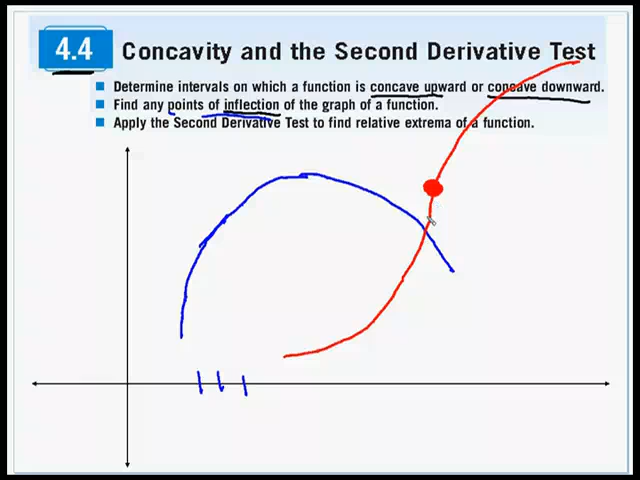 4.4 Concavity and the Second Derivative Test
Determine intervals on which a function is concave upward or concave downward.
Find any points of inflection of the graph of a function.
Apply the Second Derivative Test to find relative extrema of a function.